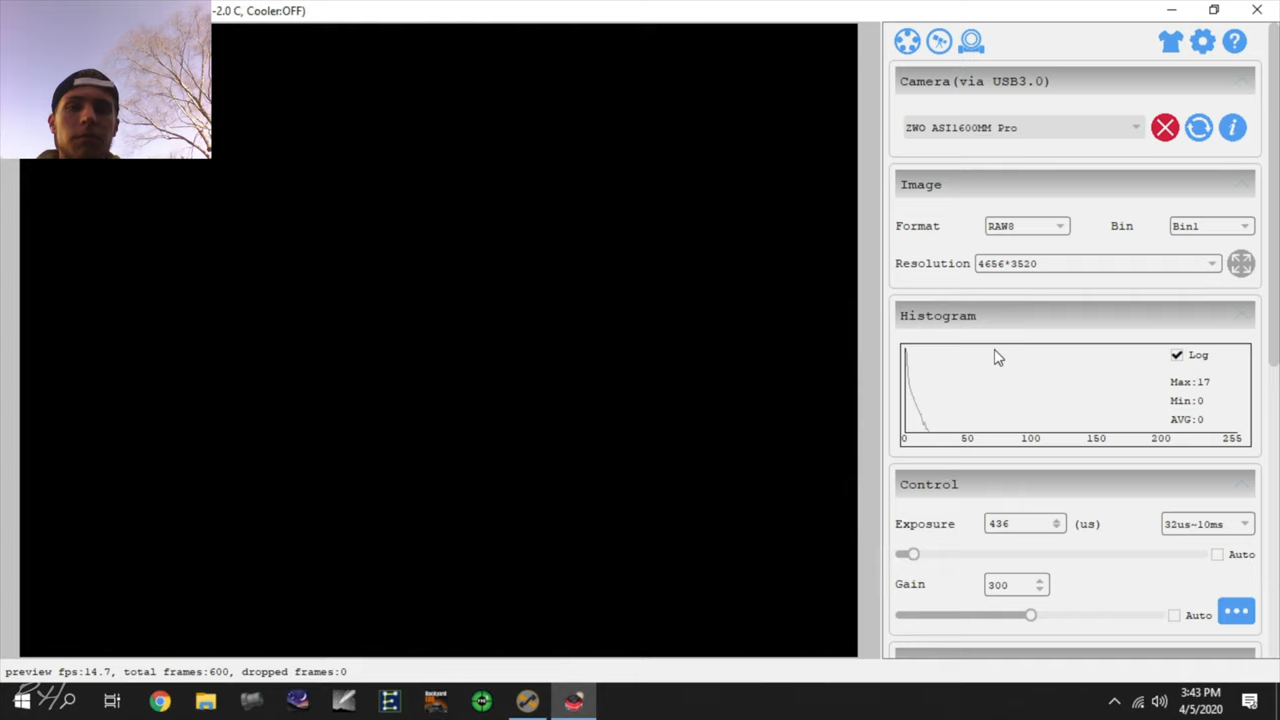 -2.0 C, Cooler:OFF)
Camera(via USB3.0)
ZWO ASI1600MM Pro
Image
Format RAW8 Bin Bin1
Resolution 4656*3520
Histogram
Log
Max:17
Min:0
AVG:0
0 50 100 150 200 255
Control
Exposure 436 (us) 32us~10ms
Auto
Gain 300
Auto
preview fps:14.7, total frames:600, dropped frames:0
Backyard
3:43 PM
4/5/2020